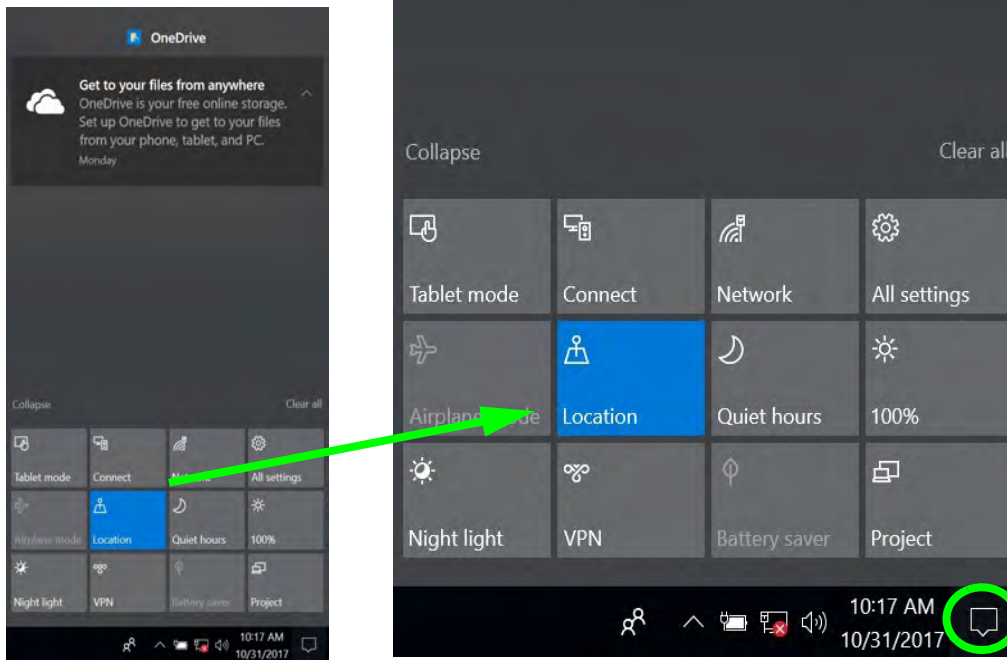 OneDrive
Get to your files from anywhere
OneDrive is your free online storage.
Set up OneDrive to get to your files
from your phone, tablet, and PC.
Monday
Collapse Clear all
Tablet mode Connect All settings
Airplane mode Location Quiet hours 100%
Night light VPN Battery saver Project
10:17 AM
10/31/2017
Collapse Clear all
Tablet mode Connect Network All settings
Airplane mode Location Quiet hours 100%
Night light VPN Battery saver Project
10:17 AM
10/31/2017